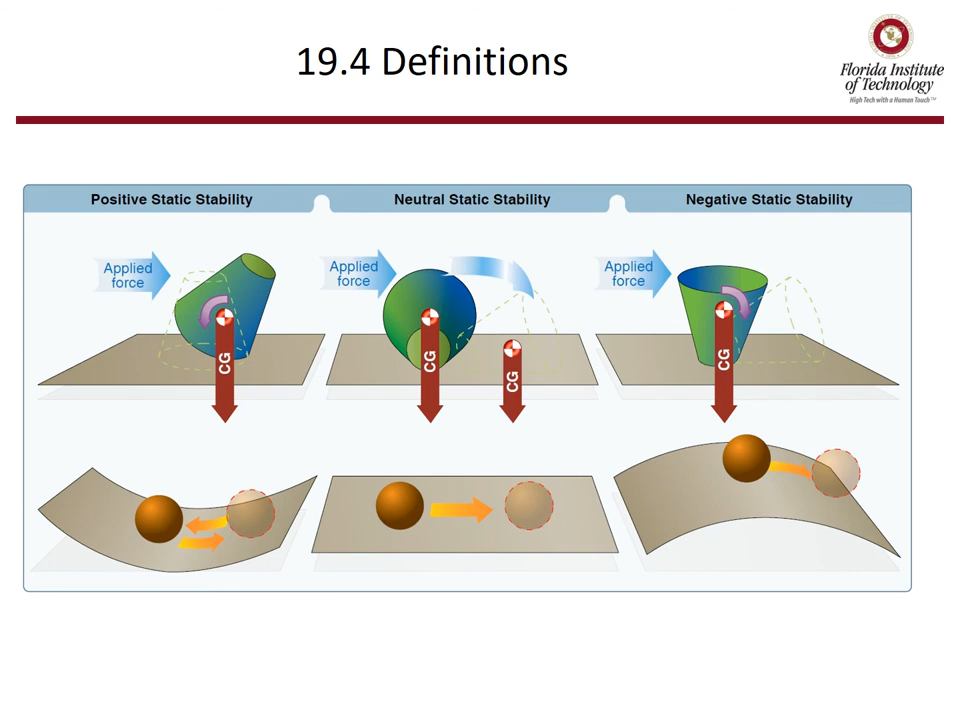 19.4 Definitions
Florida Institute
of Technology
High Tech with a Human Touch™
Positive Static Stability
Neutral Static Stability
Negative Static Stability
Applied
force
Applied
force
Applied
force
CG
CG
CG
CG